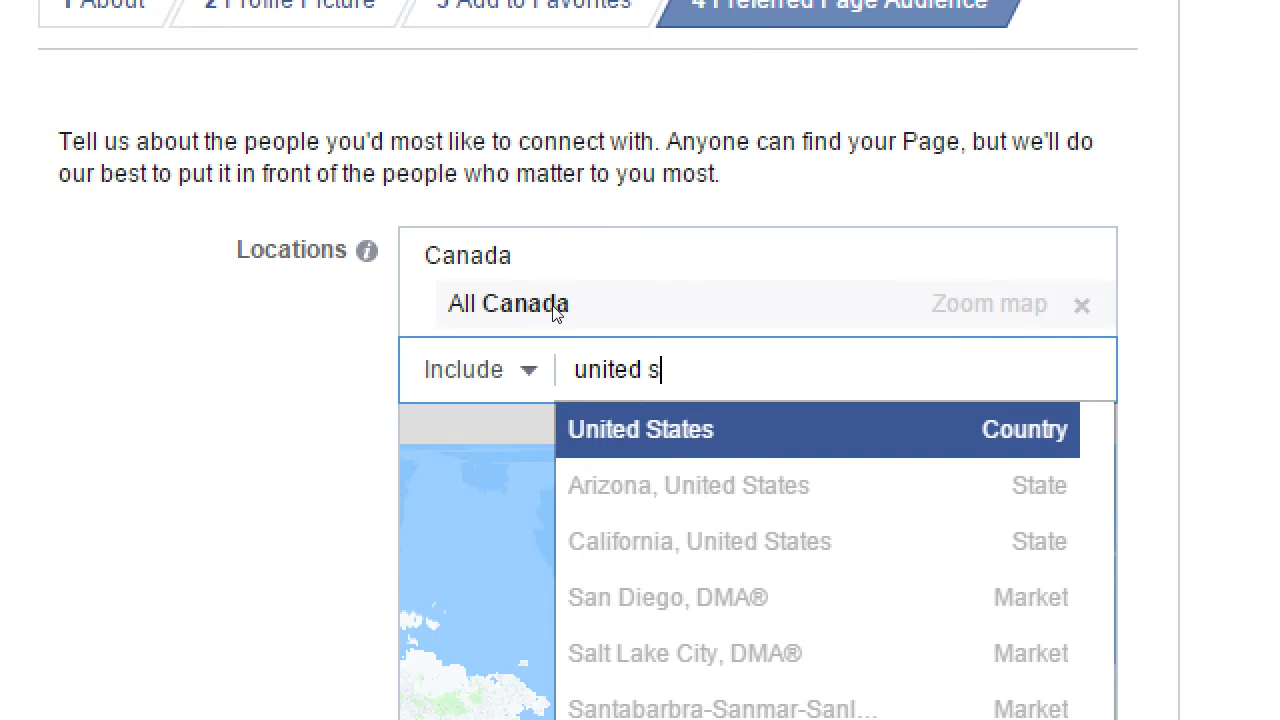 1 About 2 Profile Picture 3 Add to Favorites 4 Preferred Page Audience
Tell us about the people you'd most like to connect with. Anyone can find your Page, but we'll do
our best to put it in front of the people who matter to you most.
Locations
Canada
All Canada Zoom map
Include united s
United States Country
Arizona, United States State
California, United States State
San Diego, DMA® Market
Salt Lake City, DMA® Market
Santabarbra-Sanmar-Sanl... Market